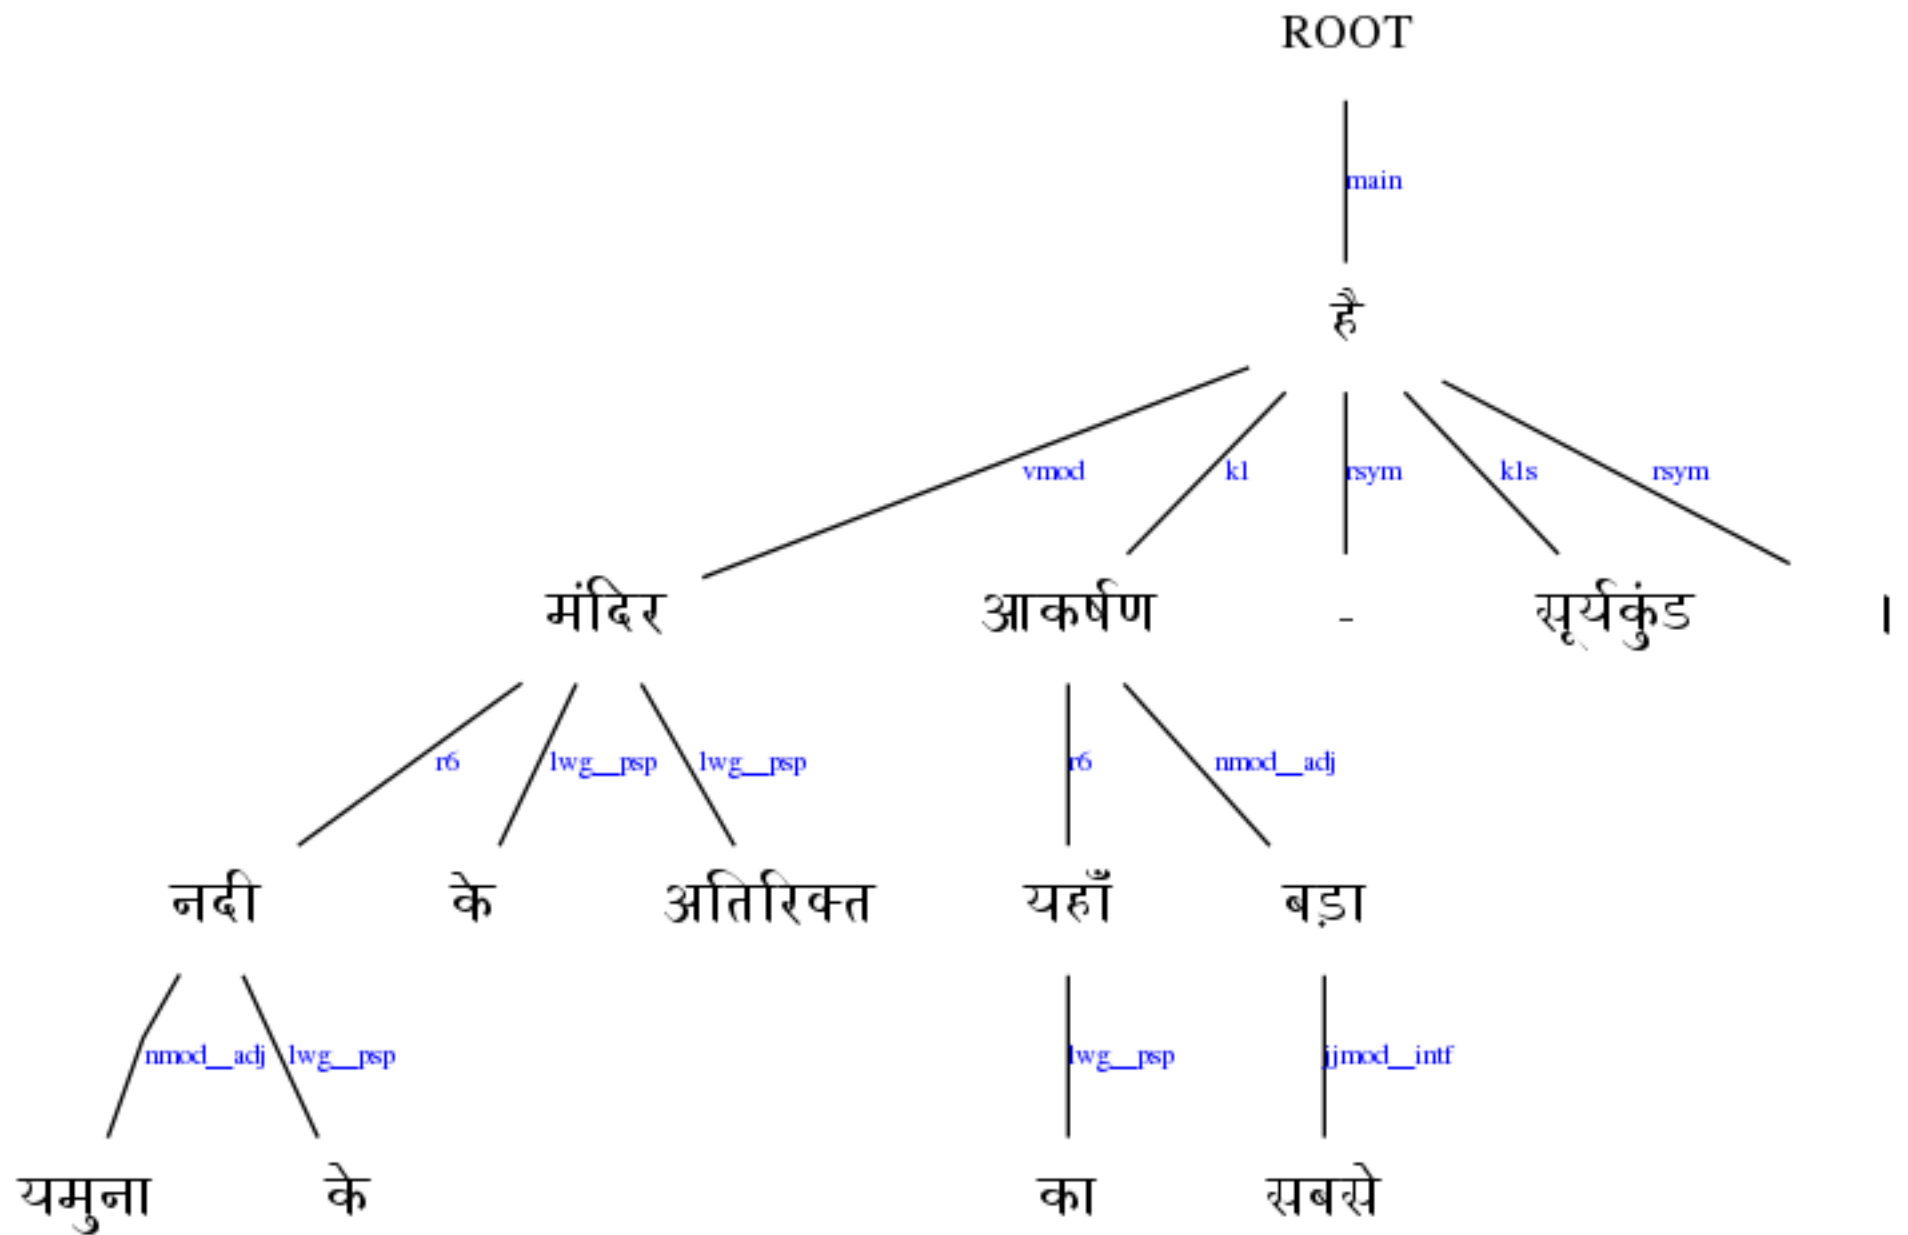 ROOT
main
है
vmod k1 rsym k1s rsym
मंदिर आकर्षण - सूर्यकुंड ।
r6 lwg__psp lwg__psp r6 nmod__adj
नदी के अतिरिक्त यहाँ बड़ा
nmod__adj lwg__psp lwg__psp jjmod__intf
यमुना के का सबसे